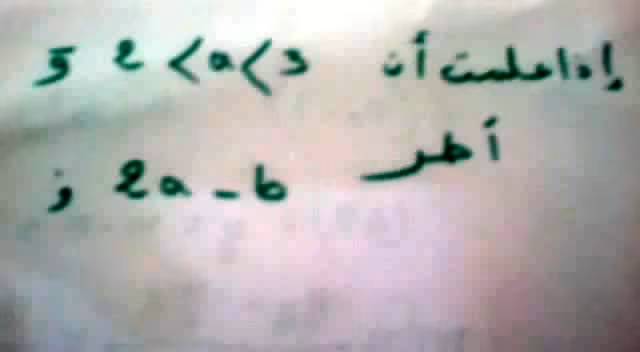 إذا علمت أن 2 < a < 3 و
أطر 2a - b و